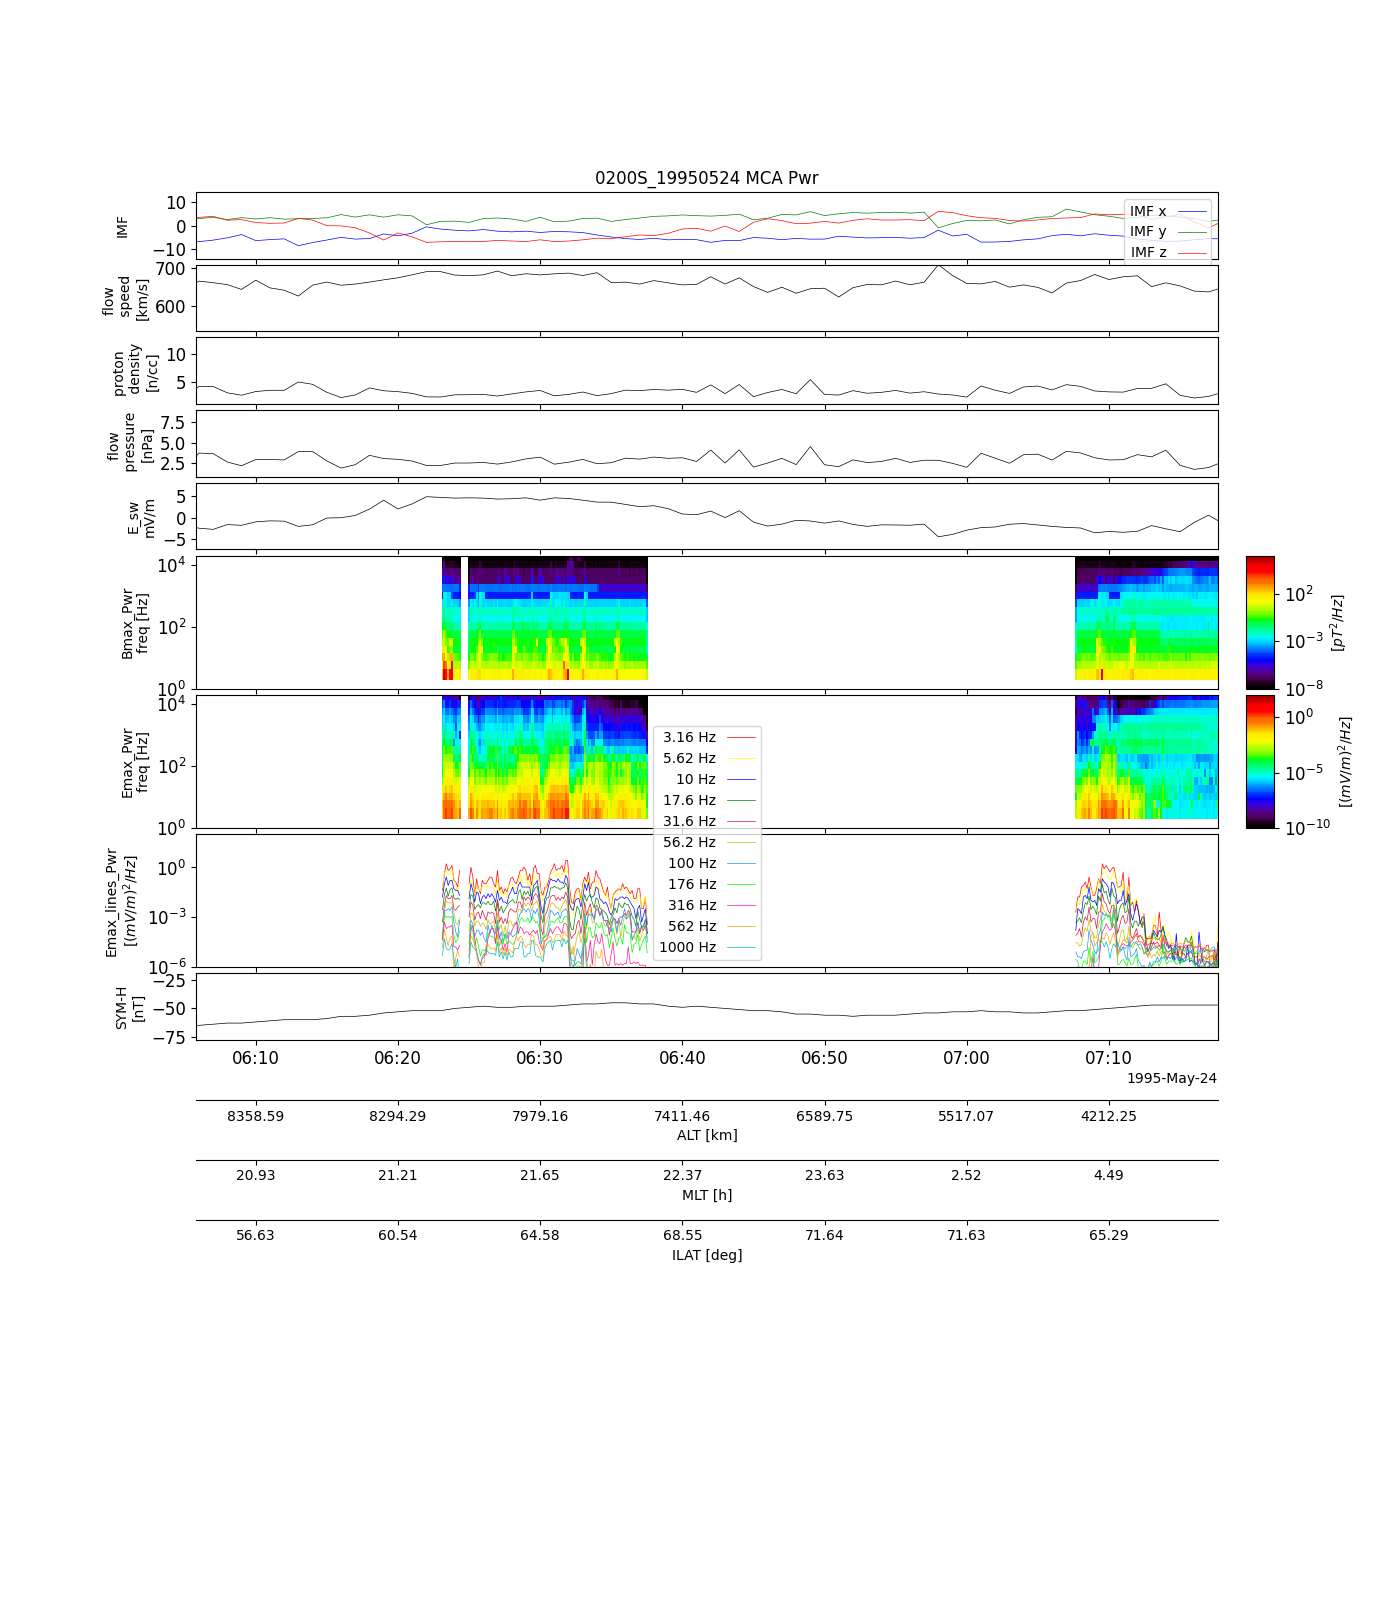 0200S_19950524 MCA Pwr
10
0
−10
IMF
IMF x
IMF y
IMF z
700
600
flow
speed
[km/s]
10
5
proton
density
[n/cc]
7.5
5.0
2.5
flow
pressure
[nPa]
5
0
−5
E_sw
mV/m
10^4
10^2
10^0
Bmax_Pwr
freq [Hz]
10^2
10^−3
10^−8
[pT^2/Hz]
10^4
10^2
10^0
Emax_Pwr
freq [Hz]
10^0
10^−5
10^−10
[(mV/m)^2/Hz]
3.16 Hz
5.62 Hz
10 Hz
17.6 Hz
31.6 Hz
56.2 Hz
100 Hz
176 Hz
316 Hz
562 Hz
1000 Hz
10^0
10^−3
10^−6
Emax_lines_Pwr
[(mV/m)^2/Hz]
−25
−50
−75
SYM-H
[nT]
06:10 06:20 06:30 06:40 06:50 07:00 07:10
1995-May-24
8358.59 8294.29 7979.16 7411.46 6589.75 5517.07 4212.25
ALT [km]
20.93 21.21 21.65 22.37 23.63 2.52 4.49
MLT [h]
56.63 60.54 64.58 68.55 71.64 71.63 65.29
ILAT [deg]